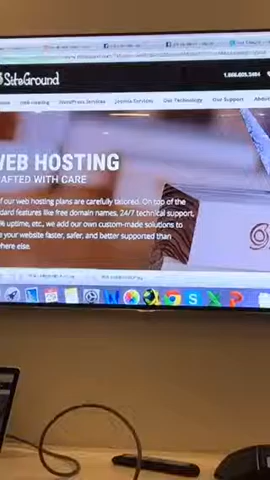 SiteGround
1.866.605.2484
Web Hosting WordPress Services Joomla Services Our Technology Our Support About
WEB HOSTING
AFTED WITH CARE
of our web hosting plans are carefully tailored. On top of the
dard features like free domain names, 24/7 technical support,
% uptime, etc., we add our own custom-made solutions to
e your website faster, safer, and better supported than
where else.